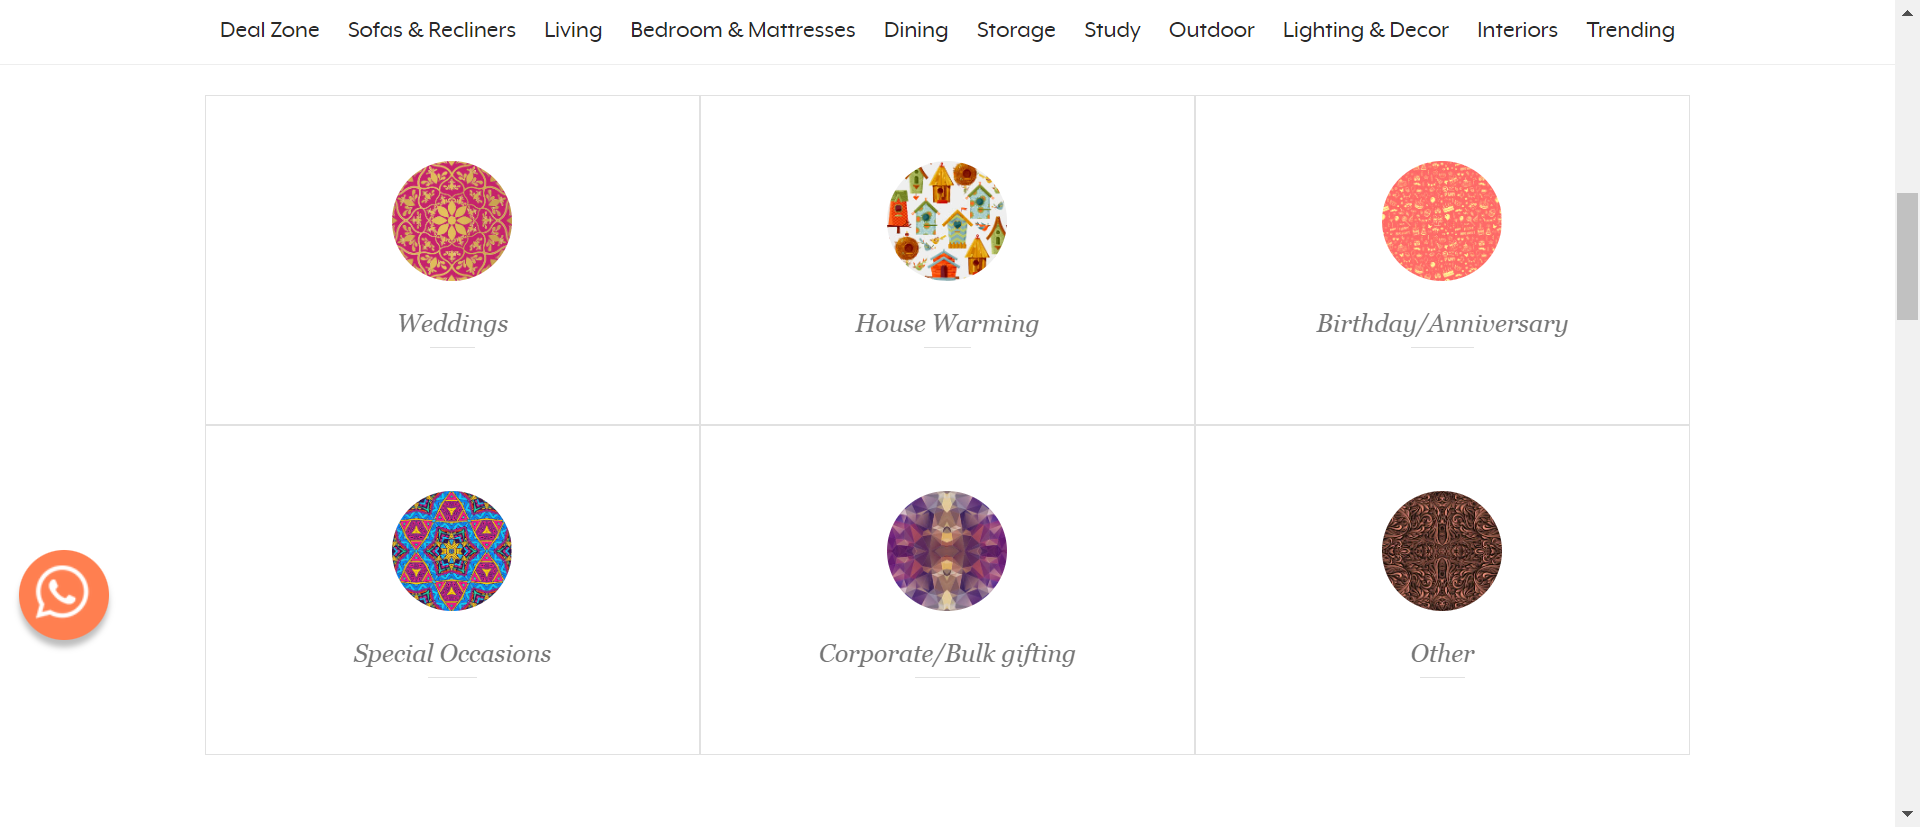 Deal Zone Sofas & Recliners Living Bedroom & Mattresses Dining Storage Study Outdoor Lighting & Decor Interiors Trending
Weddings House Warming Birthday/Anniversary
Special Occasions Corporate/Bulk gifting Other